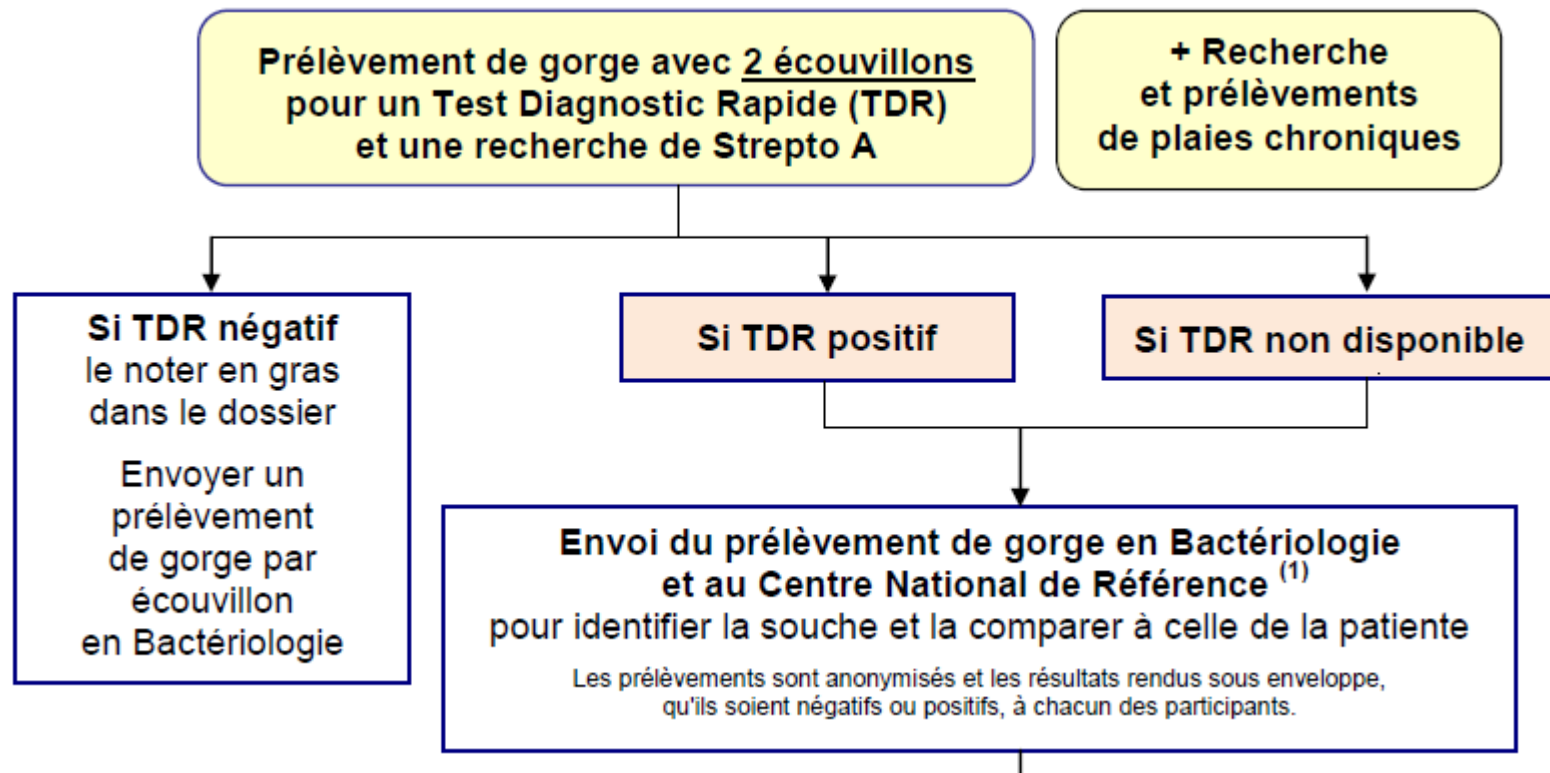 Prélèvement de gorge avec 2 écouvillons
pour un Test Diagnostic Rapide (TDR)
et une recherche de Strepto A
+ Recherche
et prélèvements
de plaies chroniques
Si TDR négatif
le noter en gras
dans le dossier
Envoyer un
prélèvement
de gorge par
écouvillon
en Bactériologie
Si TDR positif
Si TDR non disponible
Envoi du prélèvement de gorge en Bactériologie
et au Centre National de Référence (1)
pour identifier la souche et la comparer à celle de la patiente
Les prélèvements sont anonymisés et les résultats rendus sous enveloppe,
qu'ils soient négatifs ou positifs, à chacun des participants.